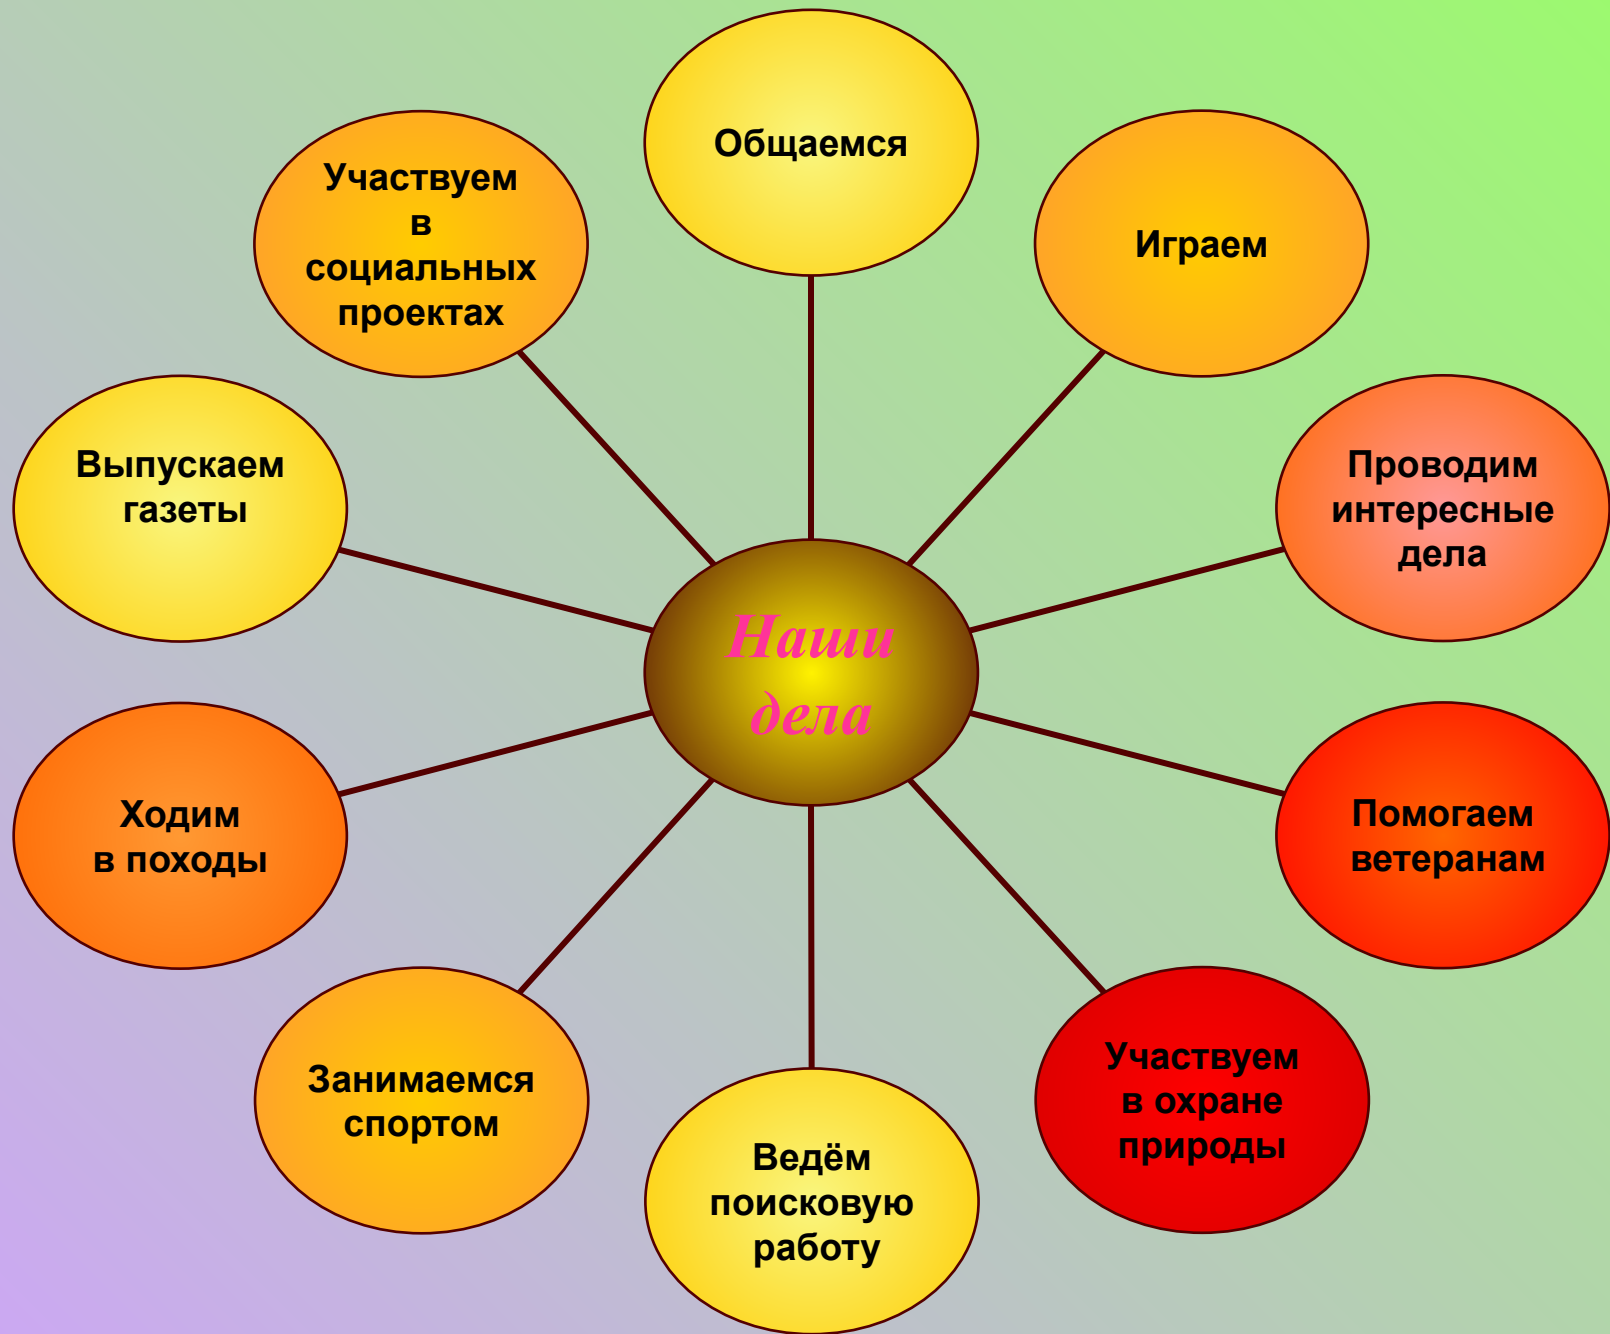 Общаемся
Участвуем
в
социальных
проектах
Играем
Выпускаем
газеты
Проводим
интересные
дела
Наши
дела
Ходим
в походы
Помогаем
ветеранам
Занимаемся
спортом
Участвуем
в охране
природы
Ведём
поисковую
работу